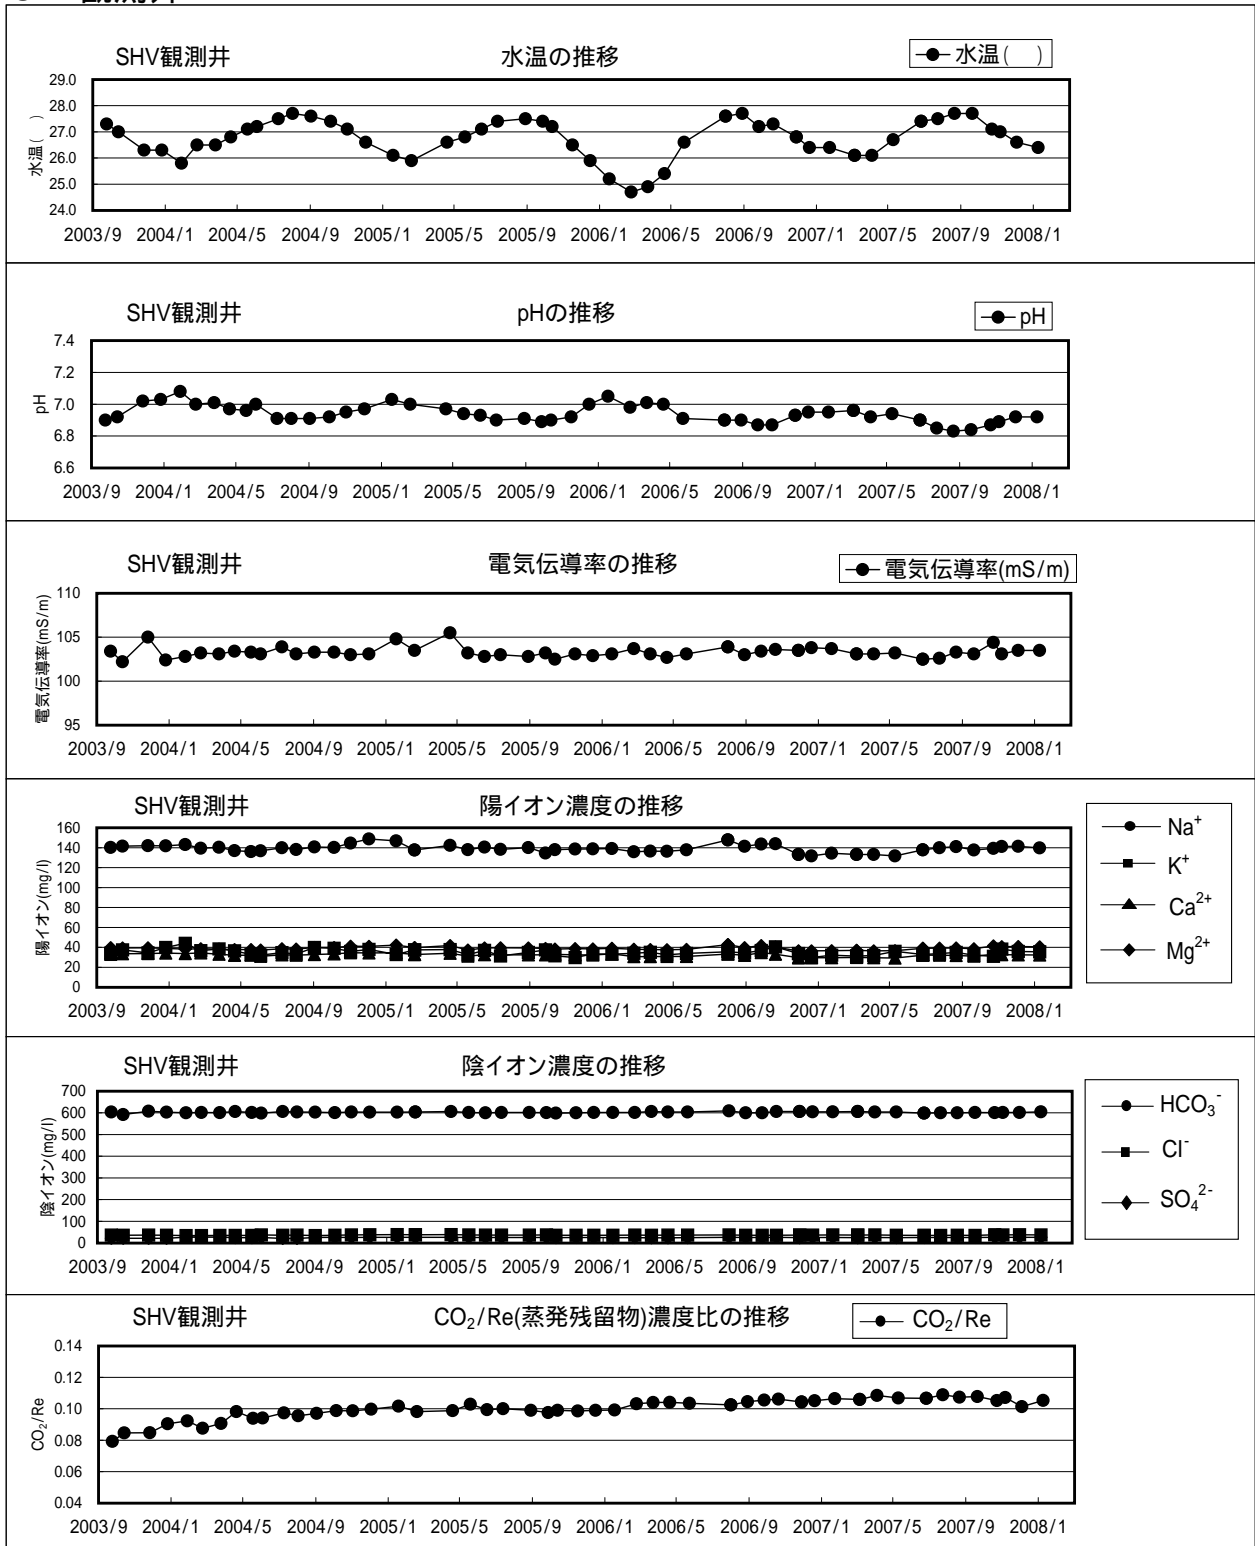 SHV観測井 水温の推移 水温( )
29.0
28.0
27.0
26.0
25.0
24.0
水温( )
2003/9 2004/1 2004/5 2004/9 2005/1 2005/5 2005/9 2006/1 2006/5 2006/9 2007/1 2007/5 2007/9 2008/1
SHV観測井 pHの推移 pH
7.4
7.2
7.0
6.8
6.6
pH
2003/9 2004/1 2004/5 2004/9 2005/1 2005/5 2005/9 2006/1 2006/5 2006/9 2007/1 2007/5 2007/9 2008/1
SHV観測井 電気伝導率の推移 電気伝導率(mS/m)
110
105
100
95
電気伝導率(mS/m)
2003/9 2004/1 2004/5 2004/9 2005/1 2005/5 2005/9 2006/1 2006/5 2006/9 2007/1 2007/5 2007/9 2008/1
SHV観測井 陽イオン濃度の推移
160
140
120
100
80
60
40
20
0
陽イオン(mg/l)
Na⁺
K⁺
Ca²⁺
Mg²⁺
2003/9 2004/1 2004/5 2004/9 2005/1 2005/5 2005/9 2006/1 2006/5 2006/9 2007/1 2007/5 2007/9 2008/1
SHV観測井 陰イオン濃度の推移
700
600
500
400
300
200
100
0
陰イオン(mg/l)
HCO₃⁻
Cl⁻
SO₄²⁻
2003/9 2004/1 2004/5 2004/9 2005/1 2005/5 2005/9 2006/1 2006/5 2006/9 2007/1 2007/5 2007/9 2008/1
SHV観測井 CO₂/Re(蒸発残留物)濃度比の推移 CO₂/Re
0.14
0.12
0.10
0.08
0.06
0.04
CO₂/Re
2003/9 2004/1 2004/5 2004/9 2005/1 2005/5 2005/9 2006/1 2006/5 2006/9 2007/1 2007/5 2007/9 2008/1